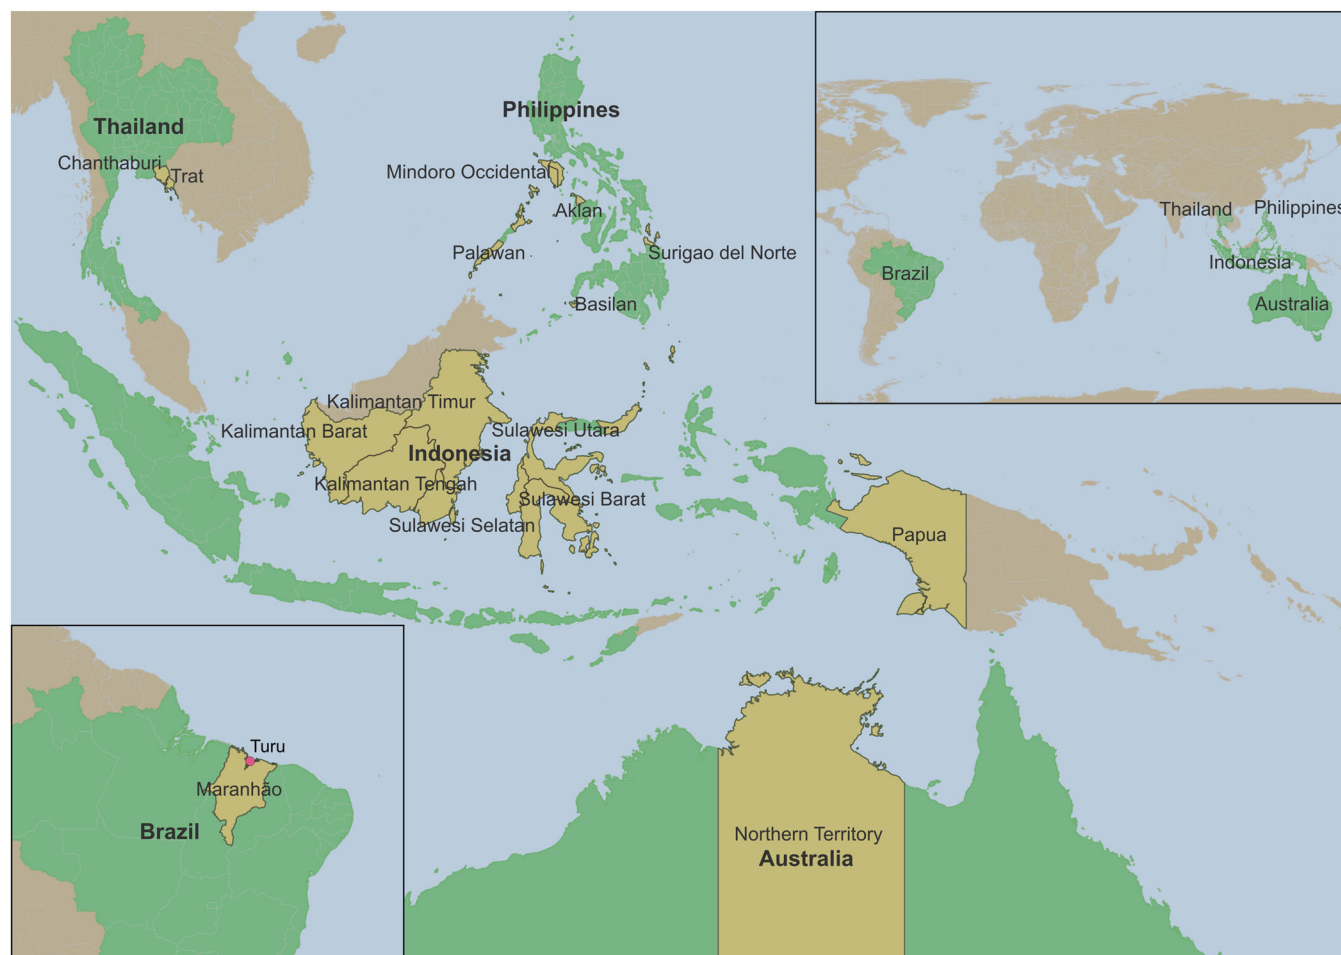 Thailand
Chanthaburi
Trat
Philippines
Mindoro Occidental
Aklan
Palawan
Surigao del Norte
Basilan
Thailand
Philippines
Indonesia
Brazil
Australia
Kalimantan Timur
Kalimantan Barat
Sulawesi Utara
Indonesia
Kalimantan Tengah
Sulawesi Barat
Sulawesi Selatan
Papua
Turu
Maranhão
Brazil
Northern Territory
Australia